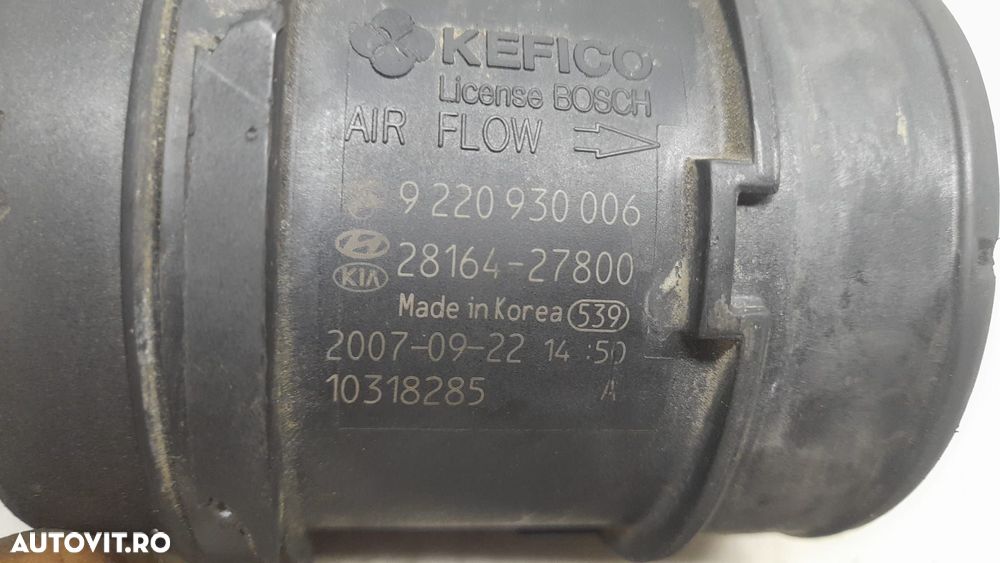 KEFICO
License BOSCH
AIR FLOW
9 220 930 006
28164-27800
KIA
Made in Korea 539
2007-09-22 14:50
10318285 A
AUTOVIT.RO